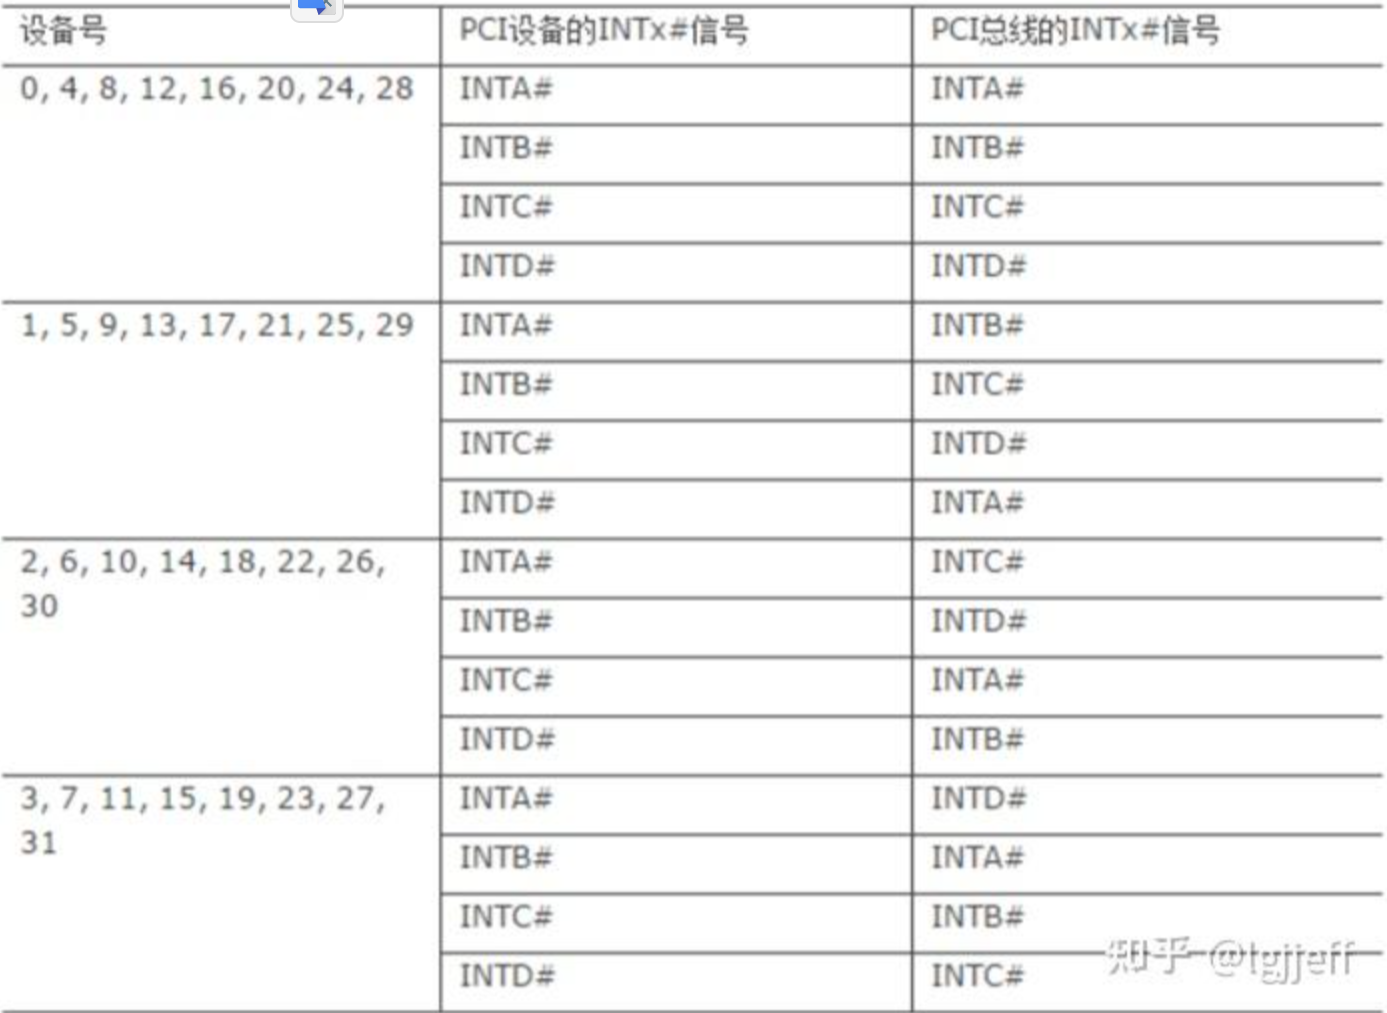 设备号 PCI设备的INTx#信号 PCI总线的INTx#信号
0, 4, 8, 12, 16, 20, 24, 28 INTA# INTA#
INTB# INTB#
INTC# INTC#
INTD# INTD#
1, 5, 9, 13, 17, 21, 25, 29 INTA# INTB#
INTB# INTC#
INTC# INTD#
INTD# INTA#
2, 6, 10, 14, 18, 22, 26, INTA# INTC#
30
INTB# INTD#
INTC# INTA#
INTD# INTB#
3, 7, 11, 15, 19, 23, 27, INTA# INTD#
31
INTB# INTA#
INTC# INTB#
INTD# INTC#
知乎 @lgjjeff